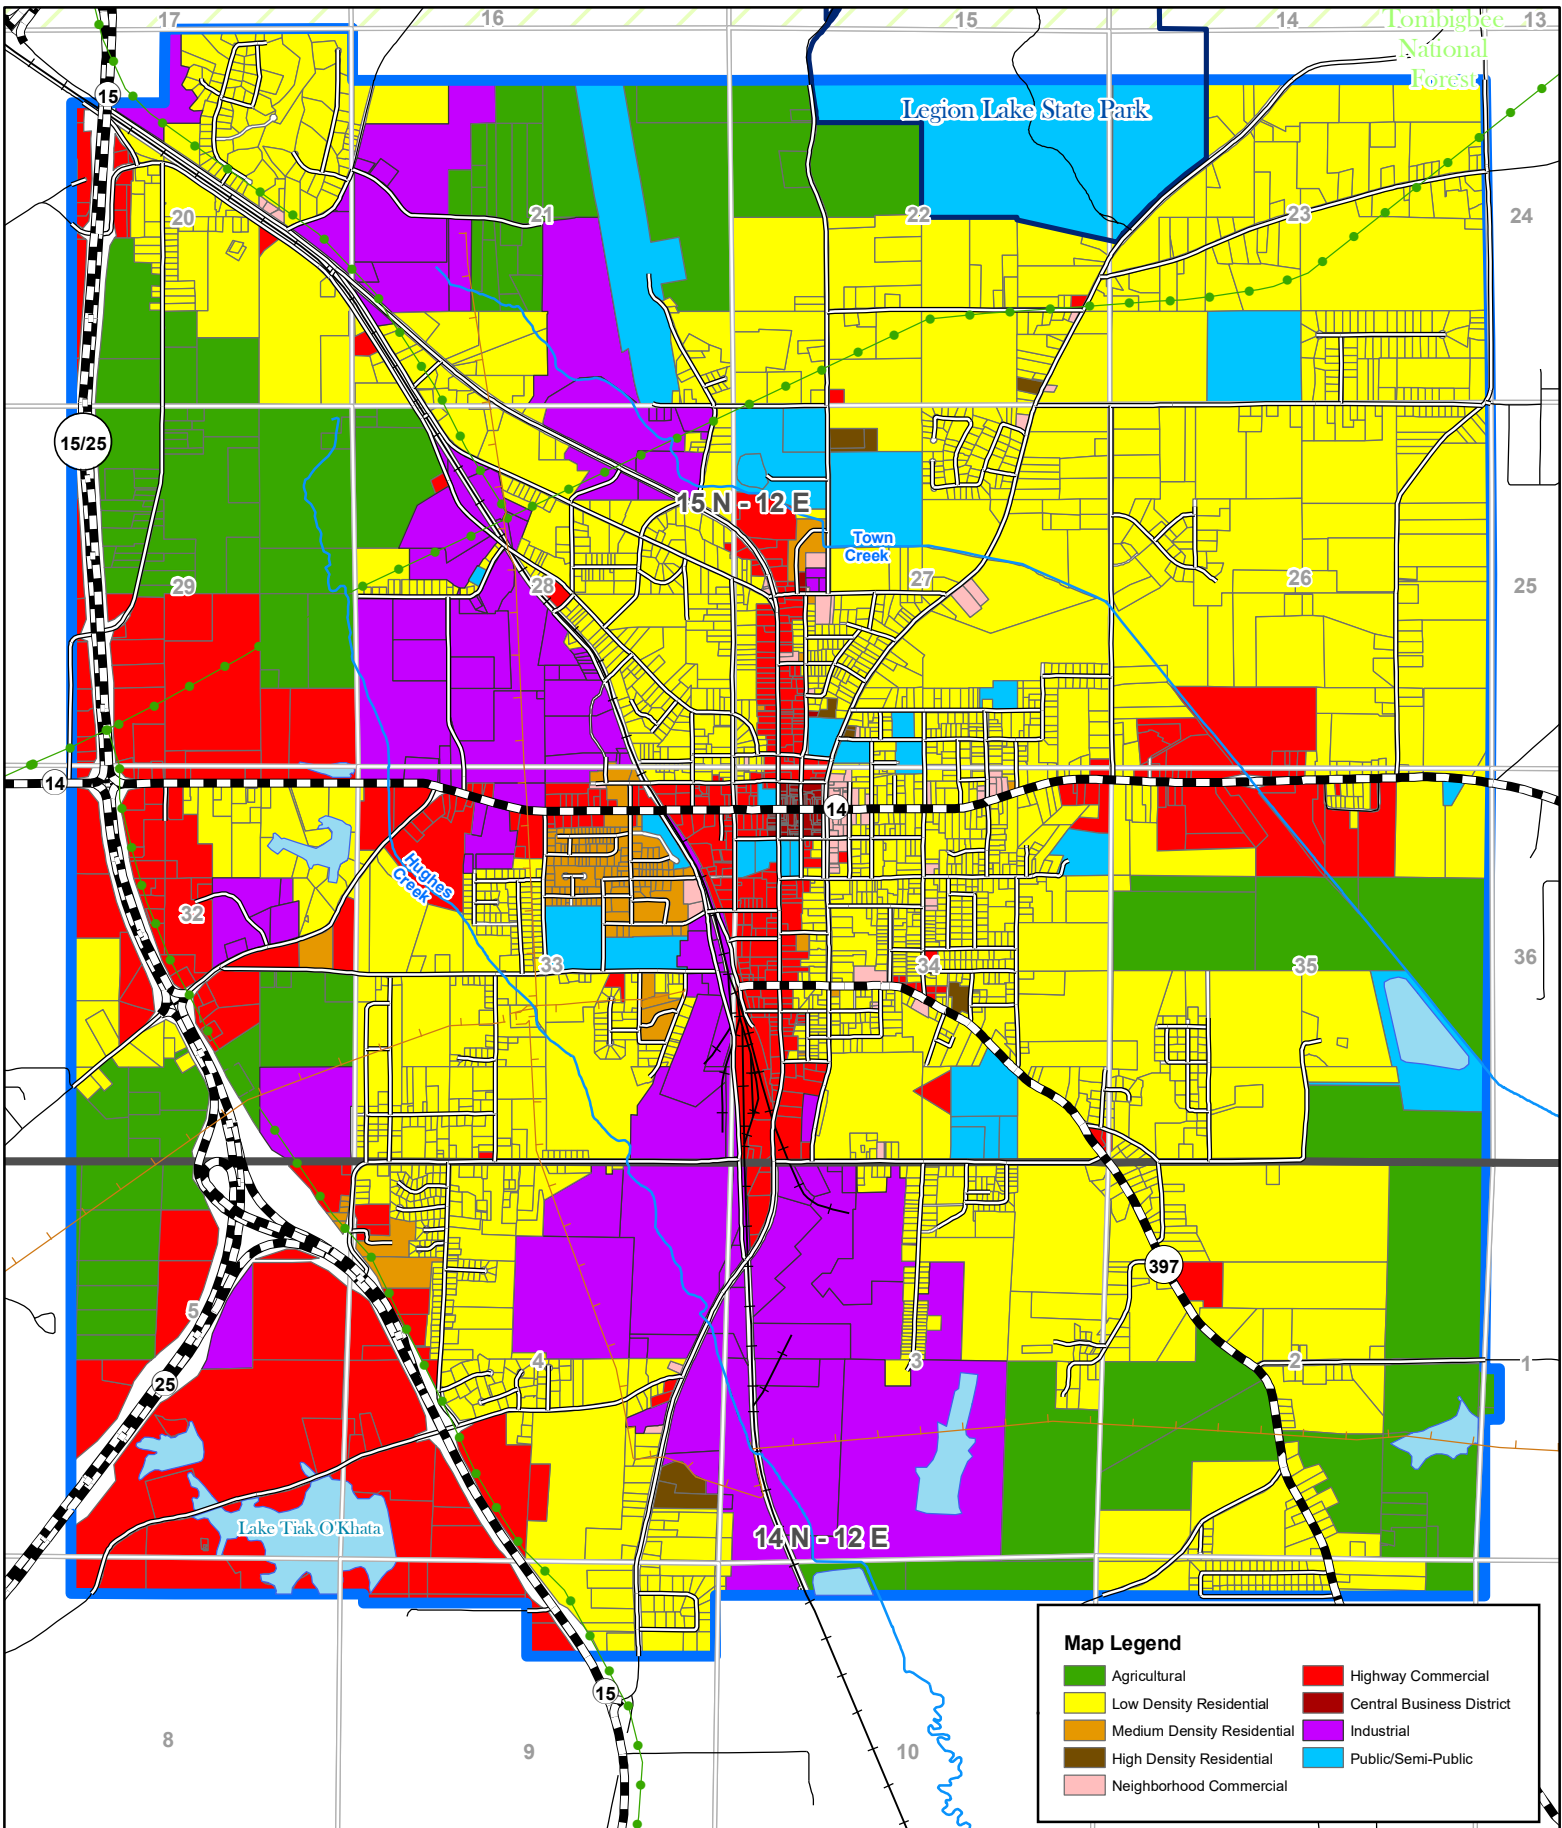 17
16
15
14
13
Tombigbee
National
Forest
15
Legion Lake State Park
20
21
22
23
24
15/25
15 N - 12 E
Town
Creek
29
28
27
26
25
14
14
Hughes
Creek
32
33
34
35
36
397
5
4
3
2
1
25
Lake Tiak O'Khata
14 N - 12 E
15
8
9
10
Map Legend
Agricultural
Low Density Residential
Medium Density Residential
High Density Residential
Neighborhood Commercial
Highway Commercial
Central Business District
Industrial
Public/Semi-Public